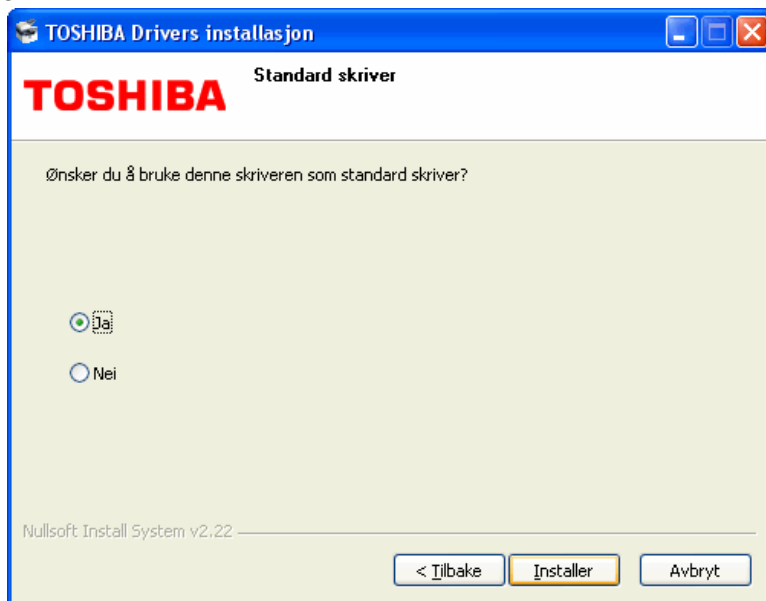 TOSHIBA Drivers installasjon
TOSHIBA
Standard skriver
Ønsker du å bruke denne skriveren som standard skriver?
Ja
Nei
Nullsoft Install System v2.22
< Tilbake
Installer
Avbryt